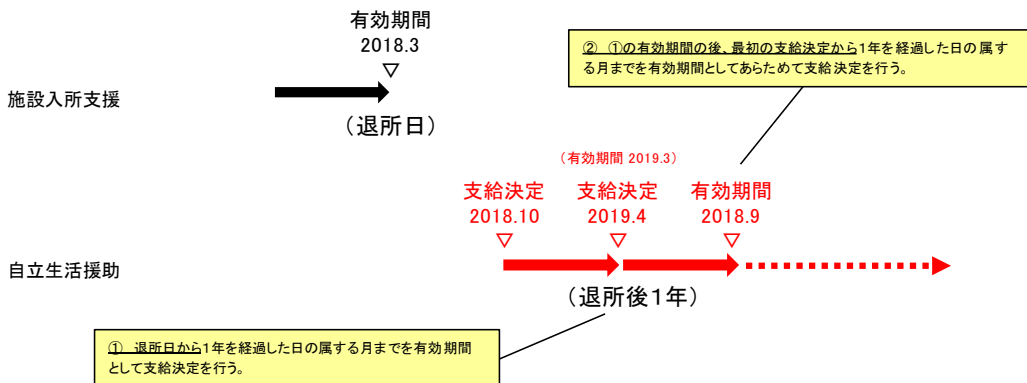 有効期間
2018.3
▽
② ①の有効期間の後、最初の支給決定から1年を経過した日の属す
る月までを有効期間としてあらためて支給決定を行う。
施設入所支援
（退所日）
（有効期間 2019.3）
支給決定
2018.10
▽
支給決定
2019.4
▽
有効期間
2018.9
▽
自立生活援助
（退所後1年）
① 退所日から1年を経過した日の属する月までを有効期間
として支給決定を行う。